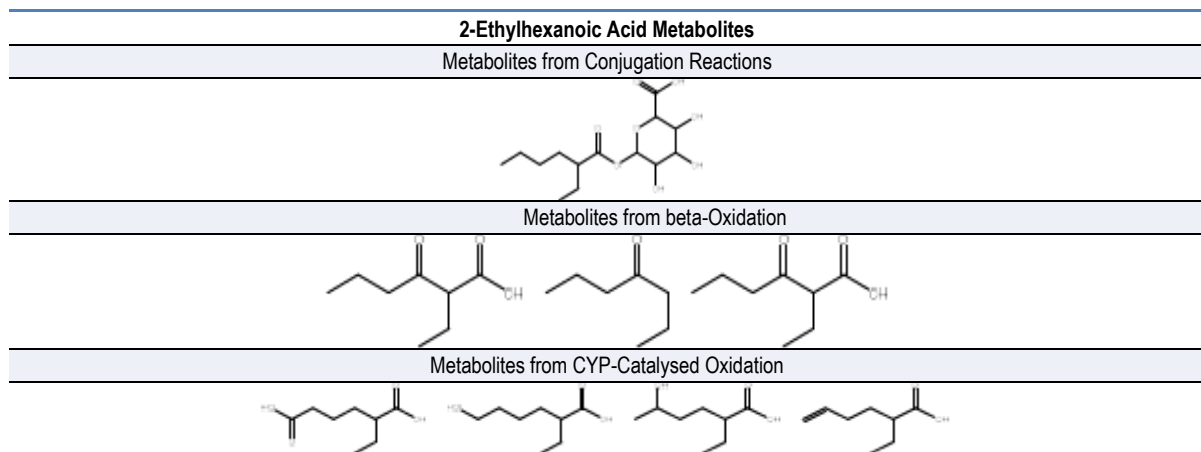 2-Ethylhexanoic Acid Metabolites
Metabolites from Conjugation Reactions
Metabolites from beta-Oxidation
Metabolites from CYP-Catalysed Oxidation